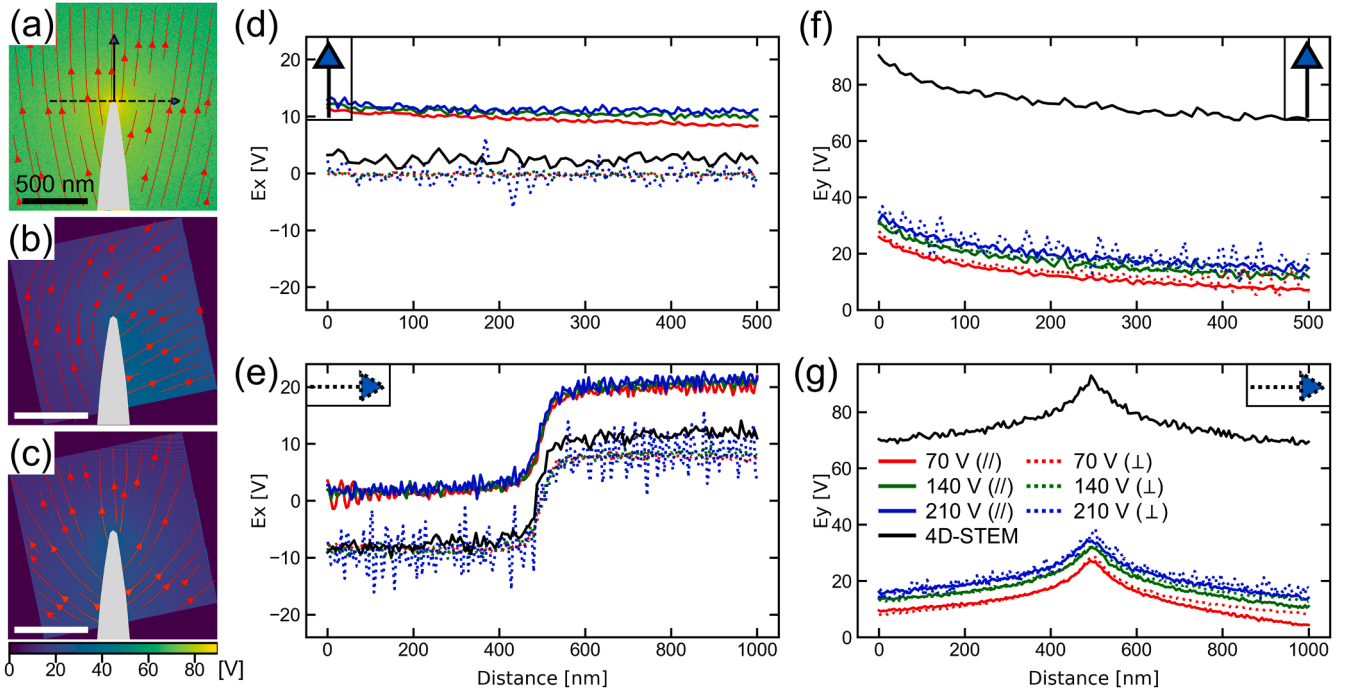 (a)
500 nm
(b)
(c)
0 20 40 60 80 [V]
(d)
Ex [V]
20
10
0
−10
−20
0 100 200 300 400 500
(e)
Ex [V]
20
10
0
−10
−20
0 200 400 600 800 1000
Distance [nm]
(f)
Ey [V]
80
60
40
20
0
0 100 200 300 400 500
(g)
Ey [V]
80
60
40
20
0
70 V (//) 70 V (⊥)
140 V (//) 140 V (⊥)
210 V (//) 210 V (⊥)
4D-STEM
0 200 400 600 800 1000
Distance [nm]